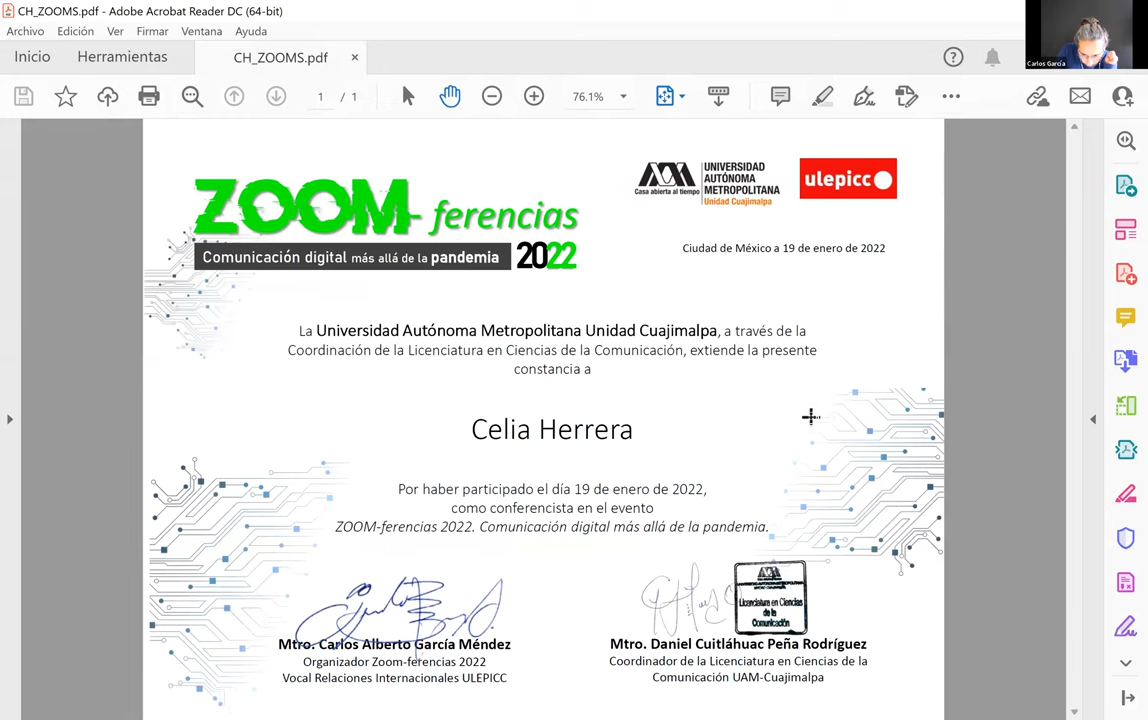 CH_ZOOMS.pdf - Adobe Acrobat Reader DC (64-bit)
Archivo Edición Ver Firmar Ventana Ayuda
Inicio Herramientas CH_ZOOMS.pdf ×
1 / 1 76.1%
Carlos García
ZOOM-ferencias
Comunicación digital más allá de la pandemia 2022
Casa abierta al tiempo
UNIVERSIDAD
AUTÓNOMA
METROPOLITANA
Unidad Cuajimalpa
ulepicc
Ciudad de México a 19 de enero de 2022
La Universidad Autónoma Metropolitana Unidad Cuajimalpa, a través de la
Coordinación de la Licenciatura en Ciencias de la Comunicación, extiende la presente
constancia a
Celia Herrera
Por haber participado el día 19 de enero de 2022,
como conferencista en el evento
ZOOM-ferencias 2022. Comunicación digital más allá de la pandemia.
Licenciatura en Ciencias
de la
Comunicación
Mtro. Carlos Alberto García Méndez
Organizador Zoom-ferencias 2022
Vocal Relaciones Internacionales ULEPICC
Mtro. Daniel Cuitláhuac Peña Rodríguez
Coordinador de la Licenciatura en Ciencias de la
Comunicación UAM-Cuajimalpa